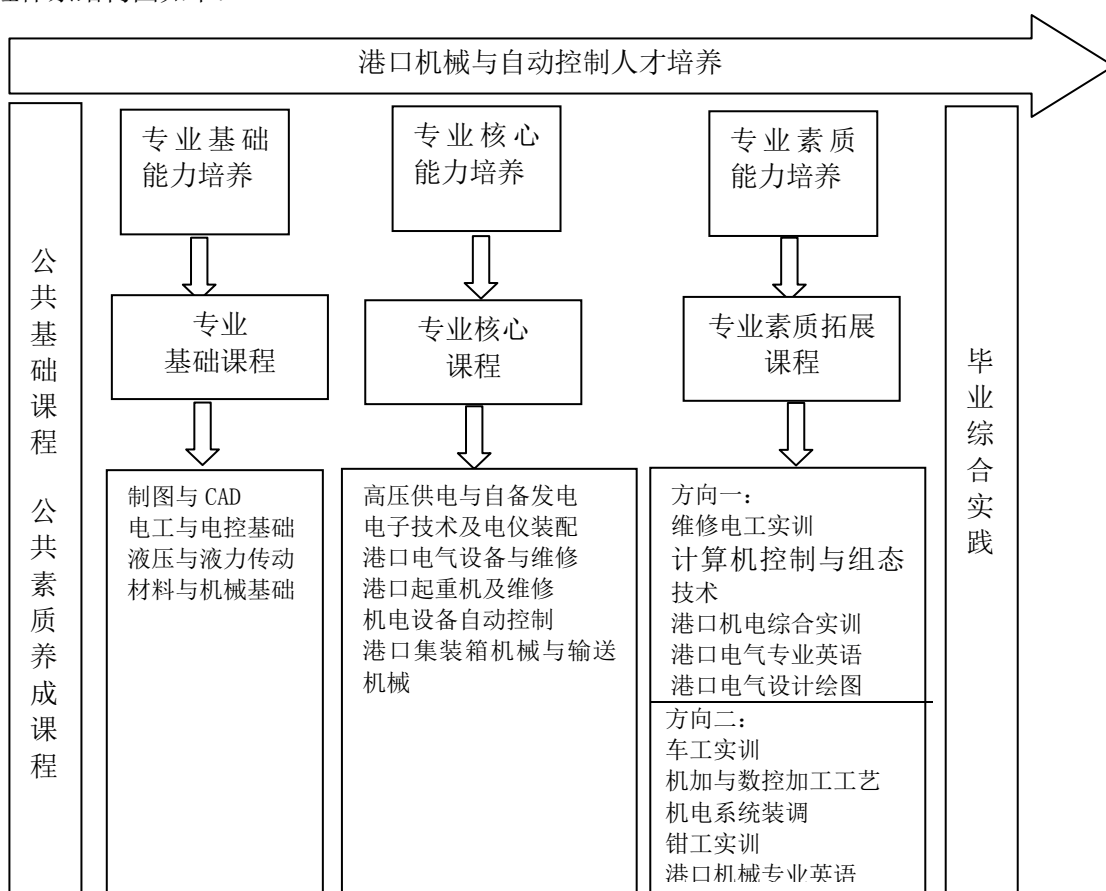 港口机械与自动控制人才培养
公共基础课程 公共素质养成课程
专业基础
能力培养
专业
基础课程
制图与 CAD
电工与电控基础
液压与液力传动
材料与机械基础
专业核心
能力培养
专业核心
课程
高压供电与自备发电
电子技术及电仪装配
港口电气设备与维修
港口起重机及维修
机电设备自动控制
港口集装箱机械与输送
机械
专业素质
能力培养
专业素质拓展
课程
方向一：
维修电工实训
计算机控制与组态
技术
港口机电综合实训
港口电气专业英语
港口电气设计绘图
方向二：
车工实训
机加与数控加工工艺
机电系统装调
钳工实训
港口机械专业英语
毕业综合实践